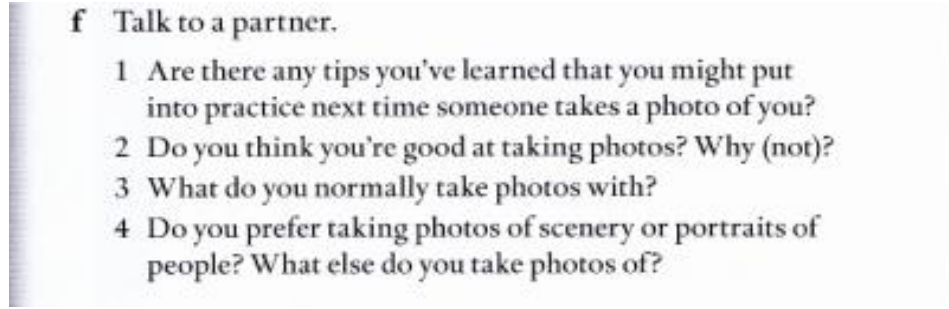 f Talk to a partner.
1 Are there any tips you've learned that you might put
into practice next time someone takes a photo of you?
2 Do you think you're good at taking photos? Why (not)?
3 What do you normally take photos with?
4 Do you prefer taking photos of scenery or portraits of
people? What else do you take photos of?